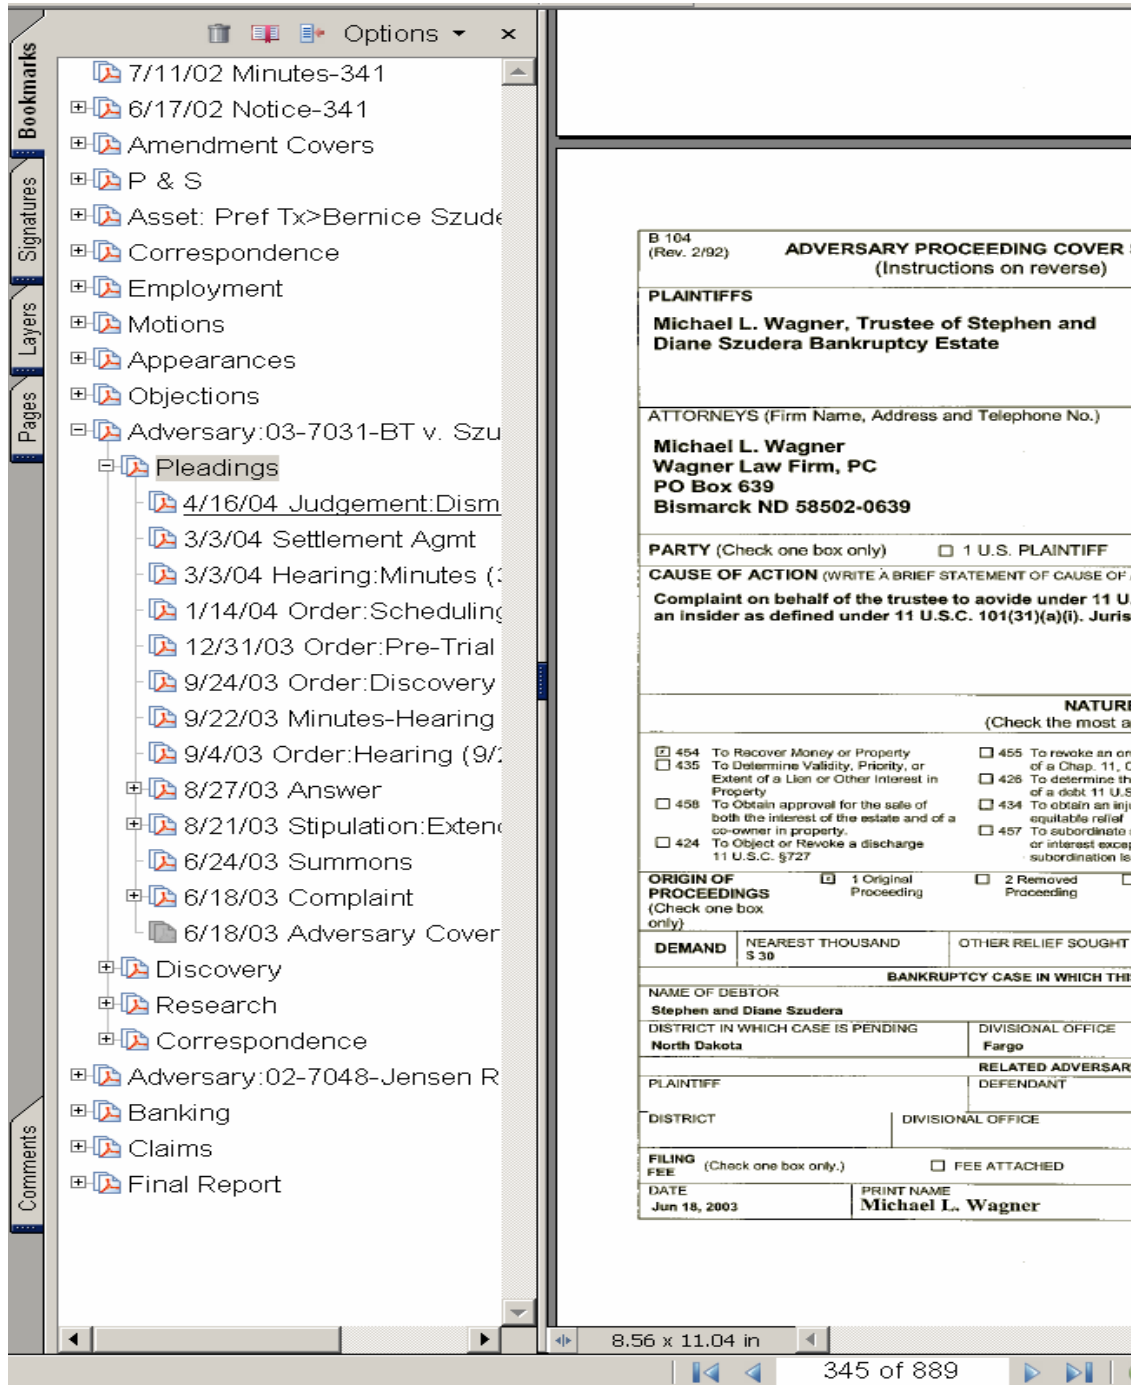 Options
Bookmarks
Signatures
Layers
Pages
Comments
7/11/02 Minutes-341
6/17/02 Notice-341
Amendment Covers
P & S
Asset: Pref Tx>Bernice Szude
Correspondence
Employment
Motions
Appearances
Objections
Adversary:03-7031-BT v. Szu
Pleadings
4/16/04 Judgement:Dism
3/3/04 Settlement Agmt
3/3/04 Hearing:Minutes (
1/14/04 Order:Scheduling
12/31/03 Order:Pre-Trial
9/24/03 Order:Discovery
9/22/03 Minutes-Hearing
9/4/03 Order:Hearing (9/
8/27/03 Answer
8/21/03 Stipulation:Exten
6/24/03 Summons
6/18/03 Complaint
6/18/03 Adversary Cover
Discovery
Research
Correspondence
Adversary:02-7048-Jensen R
Banking
Claims
Final Report
B 104
(Rev. 2/92)
ADVERSARY PROCEEDING COVER
(Instructions on reverse)
PLAINTIFFS
Michael L. Wagner, Trustee of Stephen and
Diane Szudera Bankruptcy Estate
ATTORNEYS (Firm Name, Address and Telephone No.)
Michael L. Wagner
Wagner Law Firm, PC
PO Box 639
Bismarck ND 58502-0639
PARTY (Check one box only) 1 U.S. PLAINTIFF
CAUSE OF ACTION (WRITE A BRIEF STATEMENT OF CAUSE OF
Complaint on behalf of the trustee to aovide under 11 U.
an insider as defined under 11 U.S.C. 101(31)(a)(i). Juris
NATURE
(Check the most a
454 To Recover Money or Property
435 To Determine Validity, Priority, or
Extent of a Lien or Other Interest in
Property
458 To Obtain approval for the sale of
both the interest of the estate and of a
co-owner in property.
424 To Object or Revoke a discharge
11 U.S.C. §727
455 To revoke an or
of a Chap. 11, C
426 To determine th
of a debt 11 U.S
434 To obtain an inju
equitable relief
457 To subordinate
or interest excep
subordination is
ORIGIN OF
PROCEEDINGS
(Check one box
only)
1 Original
Proceeding
2 Removed
Proceeding
DEMAND
NEAREST THOUSAND
$ 30
OTHER RELIEF SOUGHT
BANKRUPTCY CASE IN WHICH THI
NAME OF DEBTOR
Stephen and Diane Szudera
DISTRICT IN WHICH CASE IS PENDING
North Dakota
DIVISIONAL OFFICE
Fargo
RELATED ADVERSAR
PLAINTIFF
DEFENDANT
DISTRICT
DIVISIONAL OFFICE
FILING
FEE
(Check one box only.)
FEE ATTACHED
DATE
Jun 18, 2003
PRINT NAME
Michael L. Wagner
8.56 x 11.04 in
345 of 889